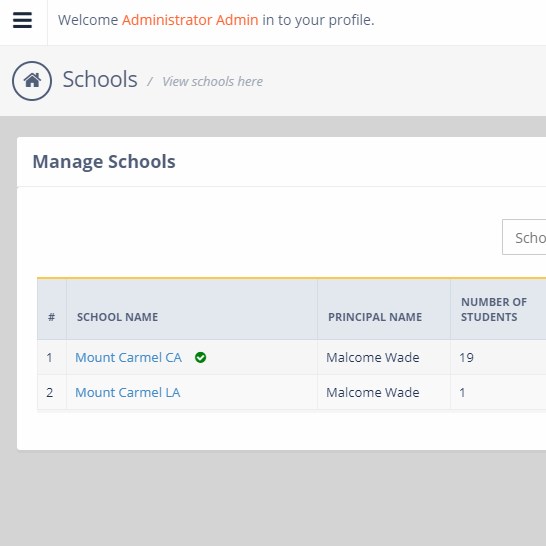 Welcome Administrator Admin in to your profile.
Schools / View schools here
Manage Schools
Scho
# SCHOOL NAME PRINCIPAL NAME NUMBER OF STUDENTS
1 Mount Carmel CA Malcome Wade 19
2 Mount Carmel LA Malcome Wade 1